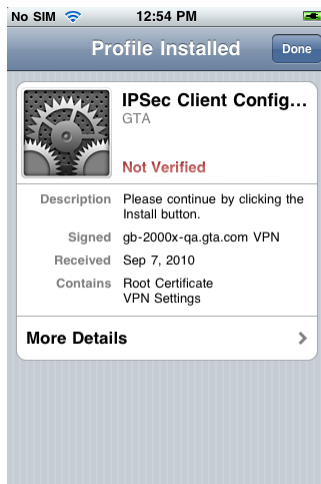 No SIM 12:54 PM
Profile Installed Done
IPSec Client Config...
GTA
Not Verified
Description Please continue by clicking the
Install button.
Signed gb-2000x-qa.gta.com VPN
Received Sep 7, 2010
Contains Root Certificate
VPN Settings
More Details